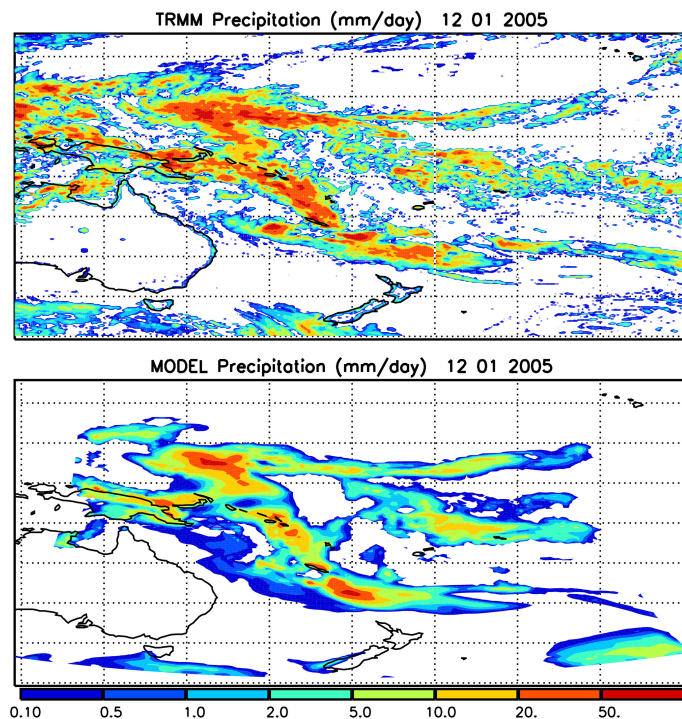 TRMM Precipitation (mm/day) 12 01 2005
MODEL Precipitation (mm/day) 12 01 2005
0.10 0.5 1.0 2.0 5.0 10.0 20. 50.